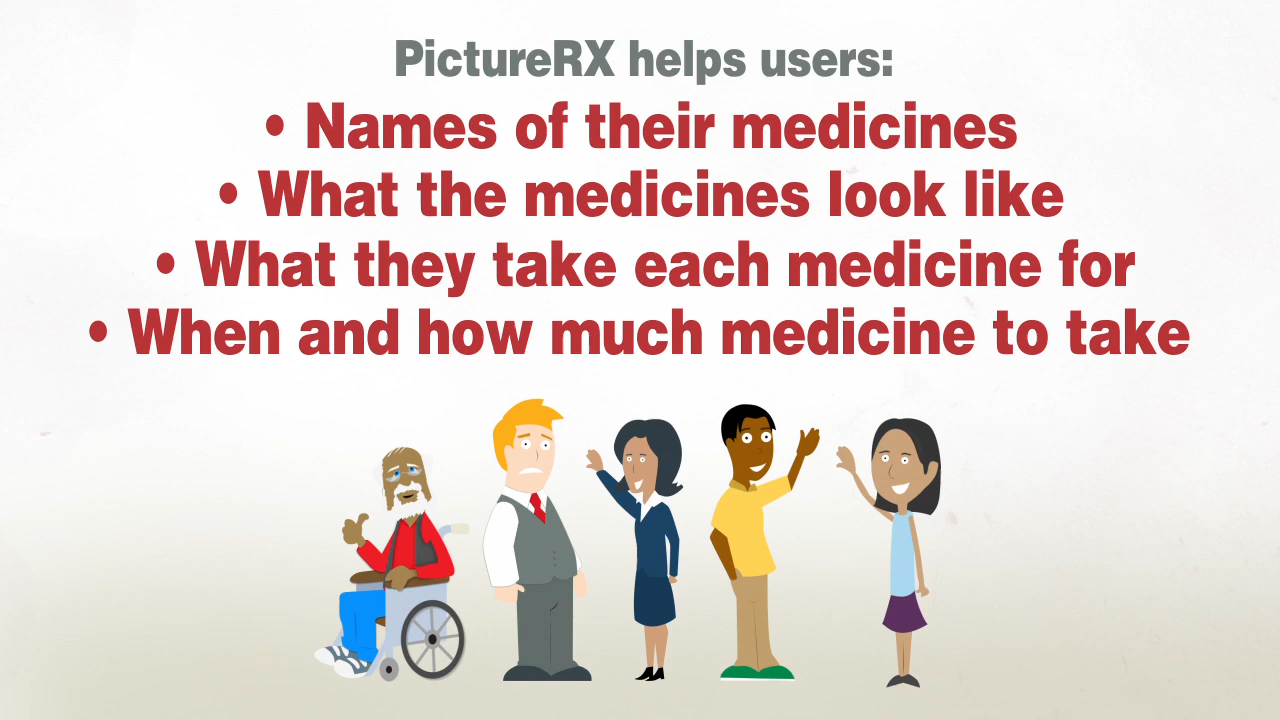 PictureRX helps users:
• Names of their medicines
• What the medicines look like
• What they take each medicine for
• When and how much medicine to take